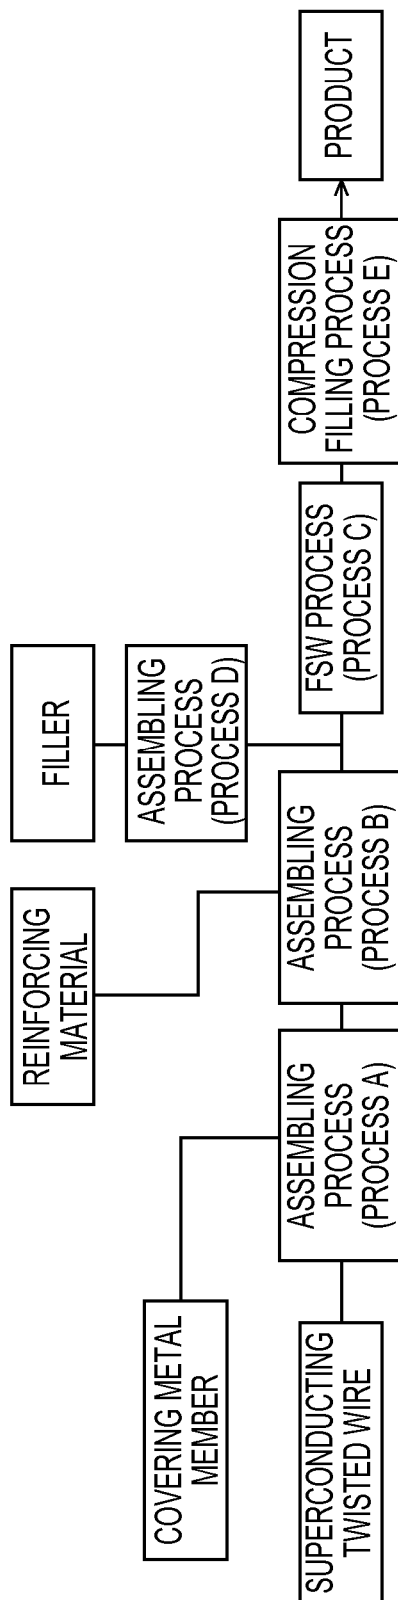 REINFORCING
MATERIAL
FILLER
COVERING METAL
MEMBER
ASSEMBLING
PROCESS
(PROCESS D)
SUPERCONDUCTING
TWISTED WIRE
ASSEMBLING
PROCESS
(PROCESS A)
ASSEMBLING
PROCESS
(PROCESS B)
FSW PROCESS
(PROCESS C)
COMPRESSION
FILLING PROCESS
(PROCESS E)
PRODUCT